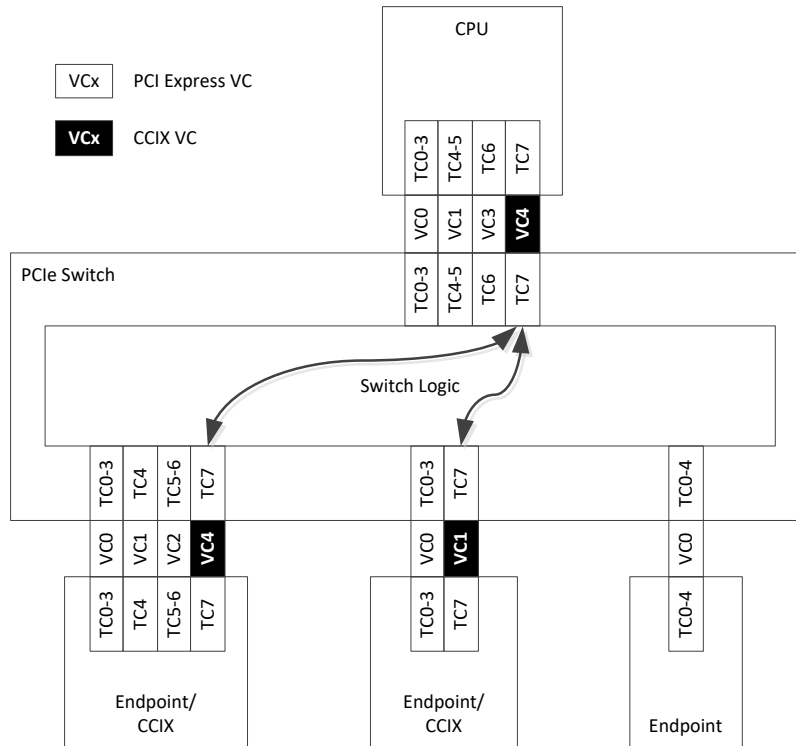 CPU
VCx PCI Express VC
VCx CCIX VC
TC0-3 TC4-5 TC6 TC7
VC0 VC1 VC3 VC4
PCIe Switch
TC0-3 TC4-5 TC6 TC7
Switch Logic
TC0-3 TC4 TC5-6 TC7 TC0-3 TC7 TC0-4
VC0 VC1 VC2 VC4 VC0 VC1 VC0
TC0-3 TC4 TC5-6 TC7 TC0-3 TC7 TC0-4
Endpoint/ Endpoint/
CCIX CCIX Endpoint